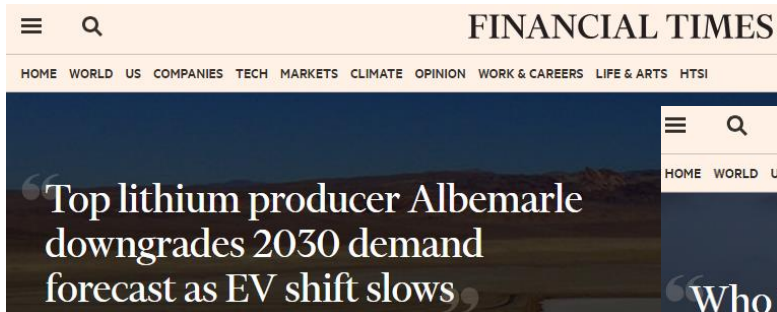 FINANCIAL TIMES
HOME WORLD US COMPANIES TECH MARKETS CLIMATE OPINION WORK & CAREERS LIFE & ARTS HTSI
“Top lithium producer Albemarle
downgrades 2030 demand
forecast as EV shift slows”
HOME WORLD
“Who